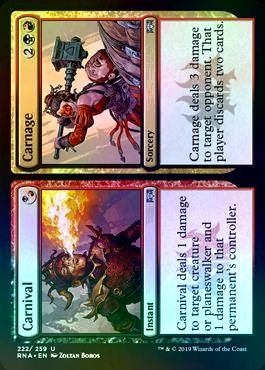 Carnival
Instant
Carnival deals 1 damage
to target creature
or planeswalker and
1 damage to that
permanent's controller.
Carnage 2
Sorcery
Carnage deals 3 damage
to target opponent. That
player discards two cards.
222/259 U
RNA • EN ZOLTAN BOROS
™ & © 2019 Wizards of the Coast